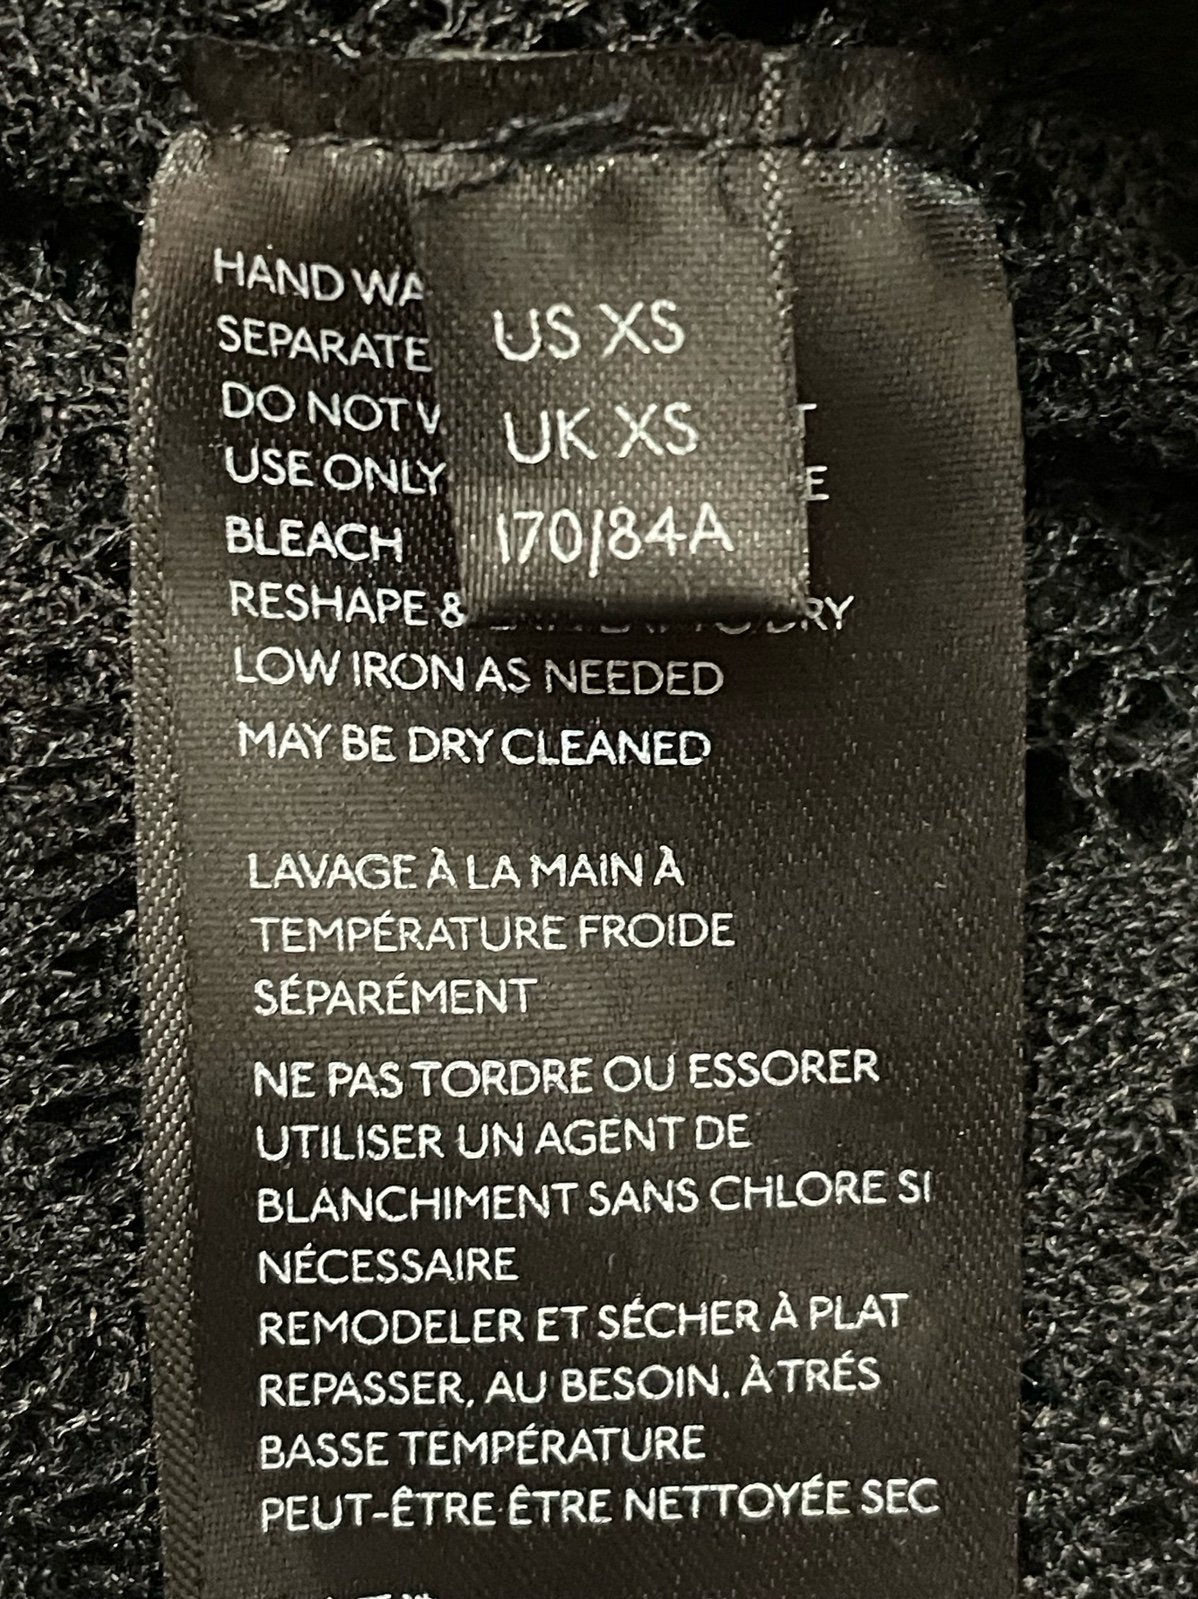 US XS
UK XS
170/84A
HAND WA
SEPARATE
DO NOT
USE ONLY
BLEACH
RESHAPE & DRY
LOW IRON AS NEEDED
MAY BE DRY CLEANED
LAVAGE À LA MAIN À
TEMPÉRATURE FROIDE
SÉPARÉMENT
NE PAS TORDRE OU ESSORER
UTILISER UN AGENT DE
BLANCHIMENT SANS CHLORE SI
NÉCESSAIRE
REMODELER ET SÉCHER À PLAT
REPASSER, AU BESOIN, À TRÉS
BASSE TEMPÉRATURE
PEUT-ÊTRE ÊTRE NETTOYÉE SEC